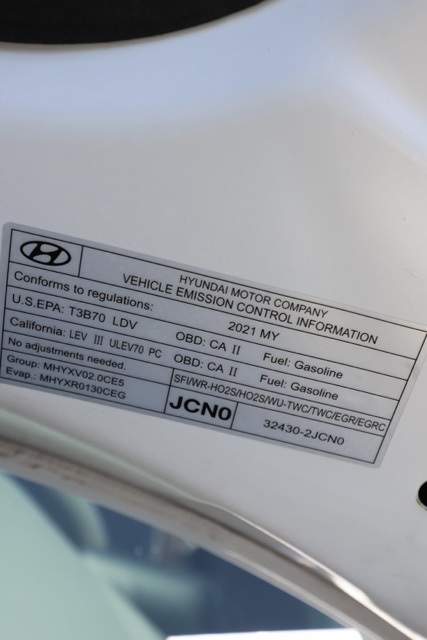 HYUNDAI MOTOR COMPANY
VEHICLE EMISSION CONTROL INFORMATION
Conforms to regulations: 2021 MY
U.S.EPA: T3B70 LDV OBD: CA II Fuel: Gasoline
California: LEV III ULEV70 PC OBD: CA II Fuel: Gasoline
No adjustments needed. SFI/WR-HO2S/HO2S/WU-TWC/TWC/EGR/EGRC
Group: MHYXV02.0CE5
Evap.: MHYXR0130CEG
JCN0 32430-2JCN0